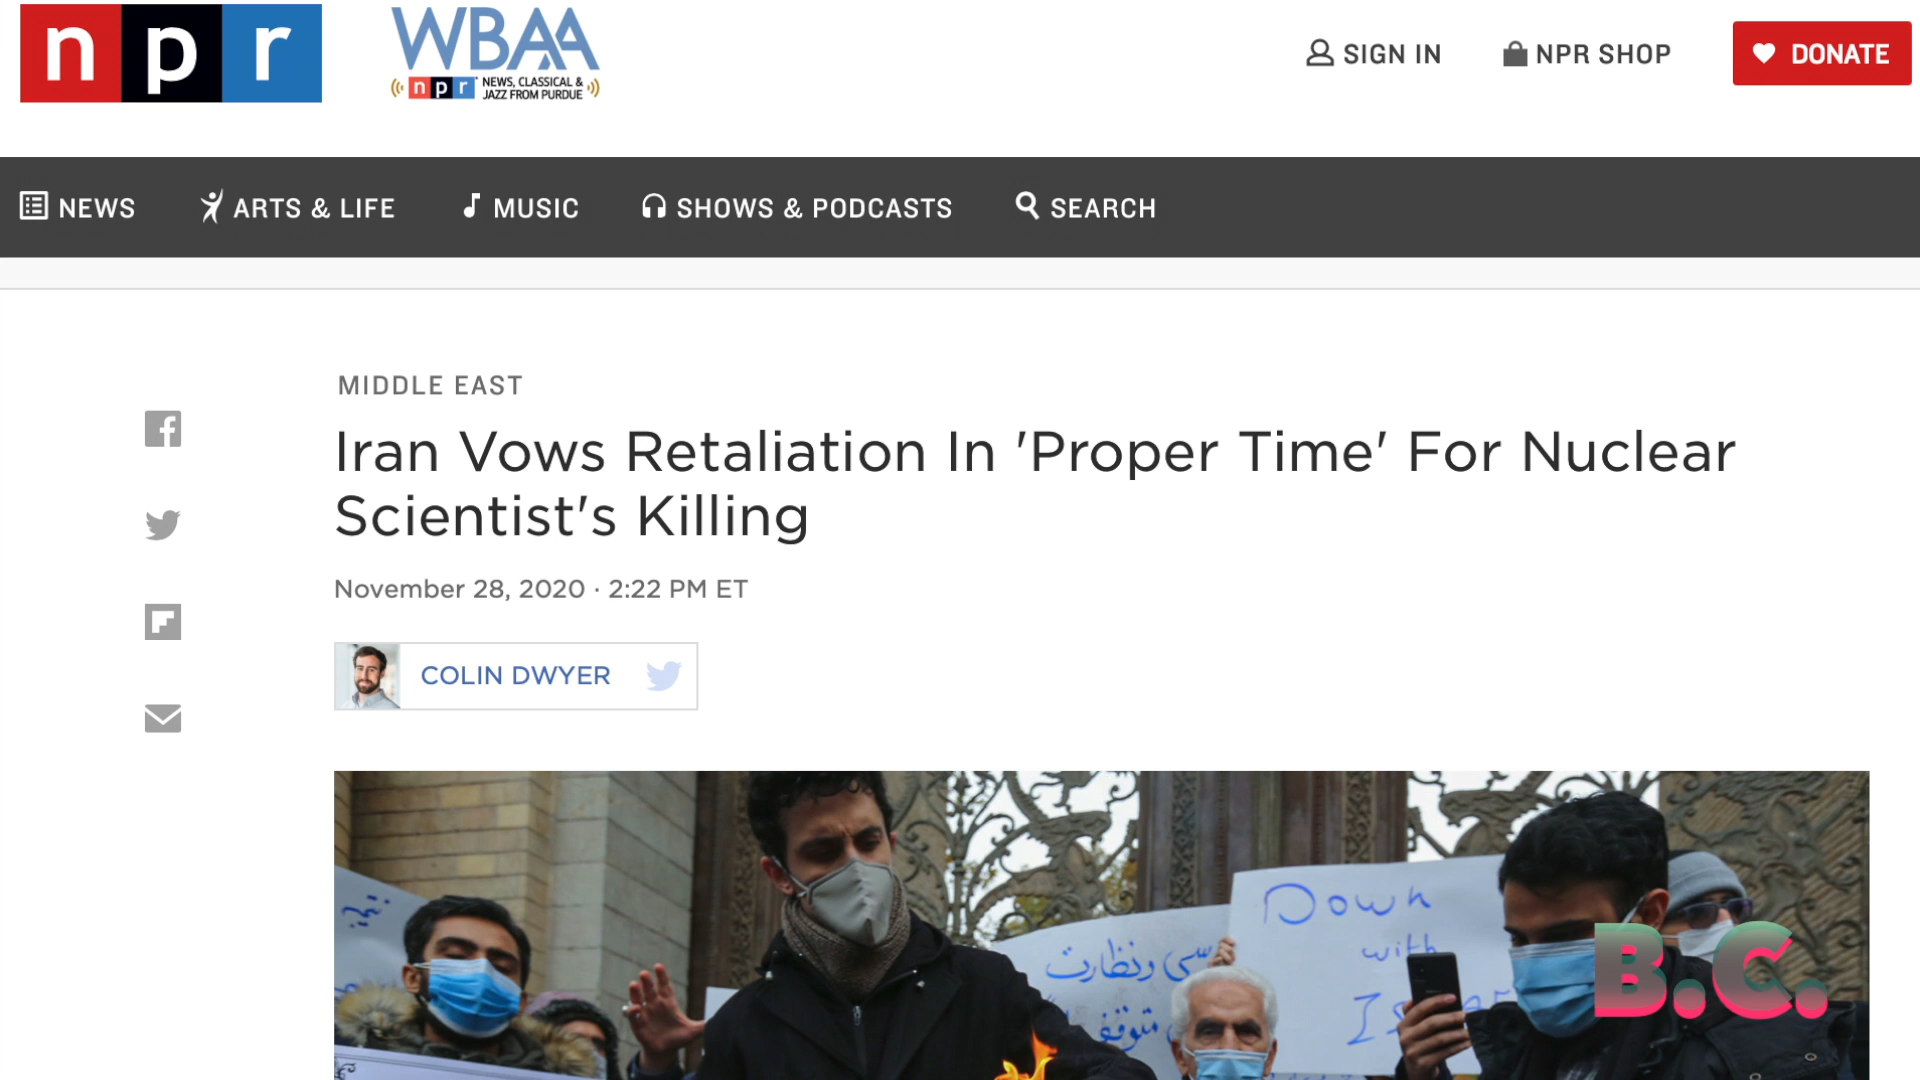 npr
WBAA
npr NEWS, CLASSICAL &
JAZZ FROM PURDUE
SIGN IN
NPR SHOP
DONATE
NEWS
ARTS & LIFE
MUSIC
SHOWS & PODCASTS
SEARCH
MIDDLE EAST
Iran Vows Retaliation In 'Proper Time' For Nuclear
Scientist's Killing
November 28, 2020 · 2:22 PM ET
COLIN DWYER
Down
with
ونظارت
متوقف
B.C.